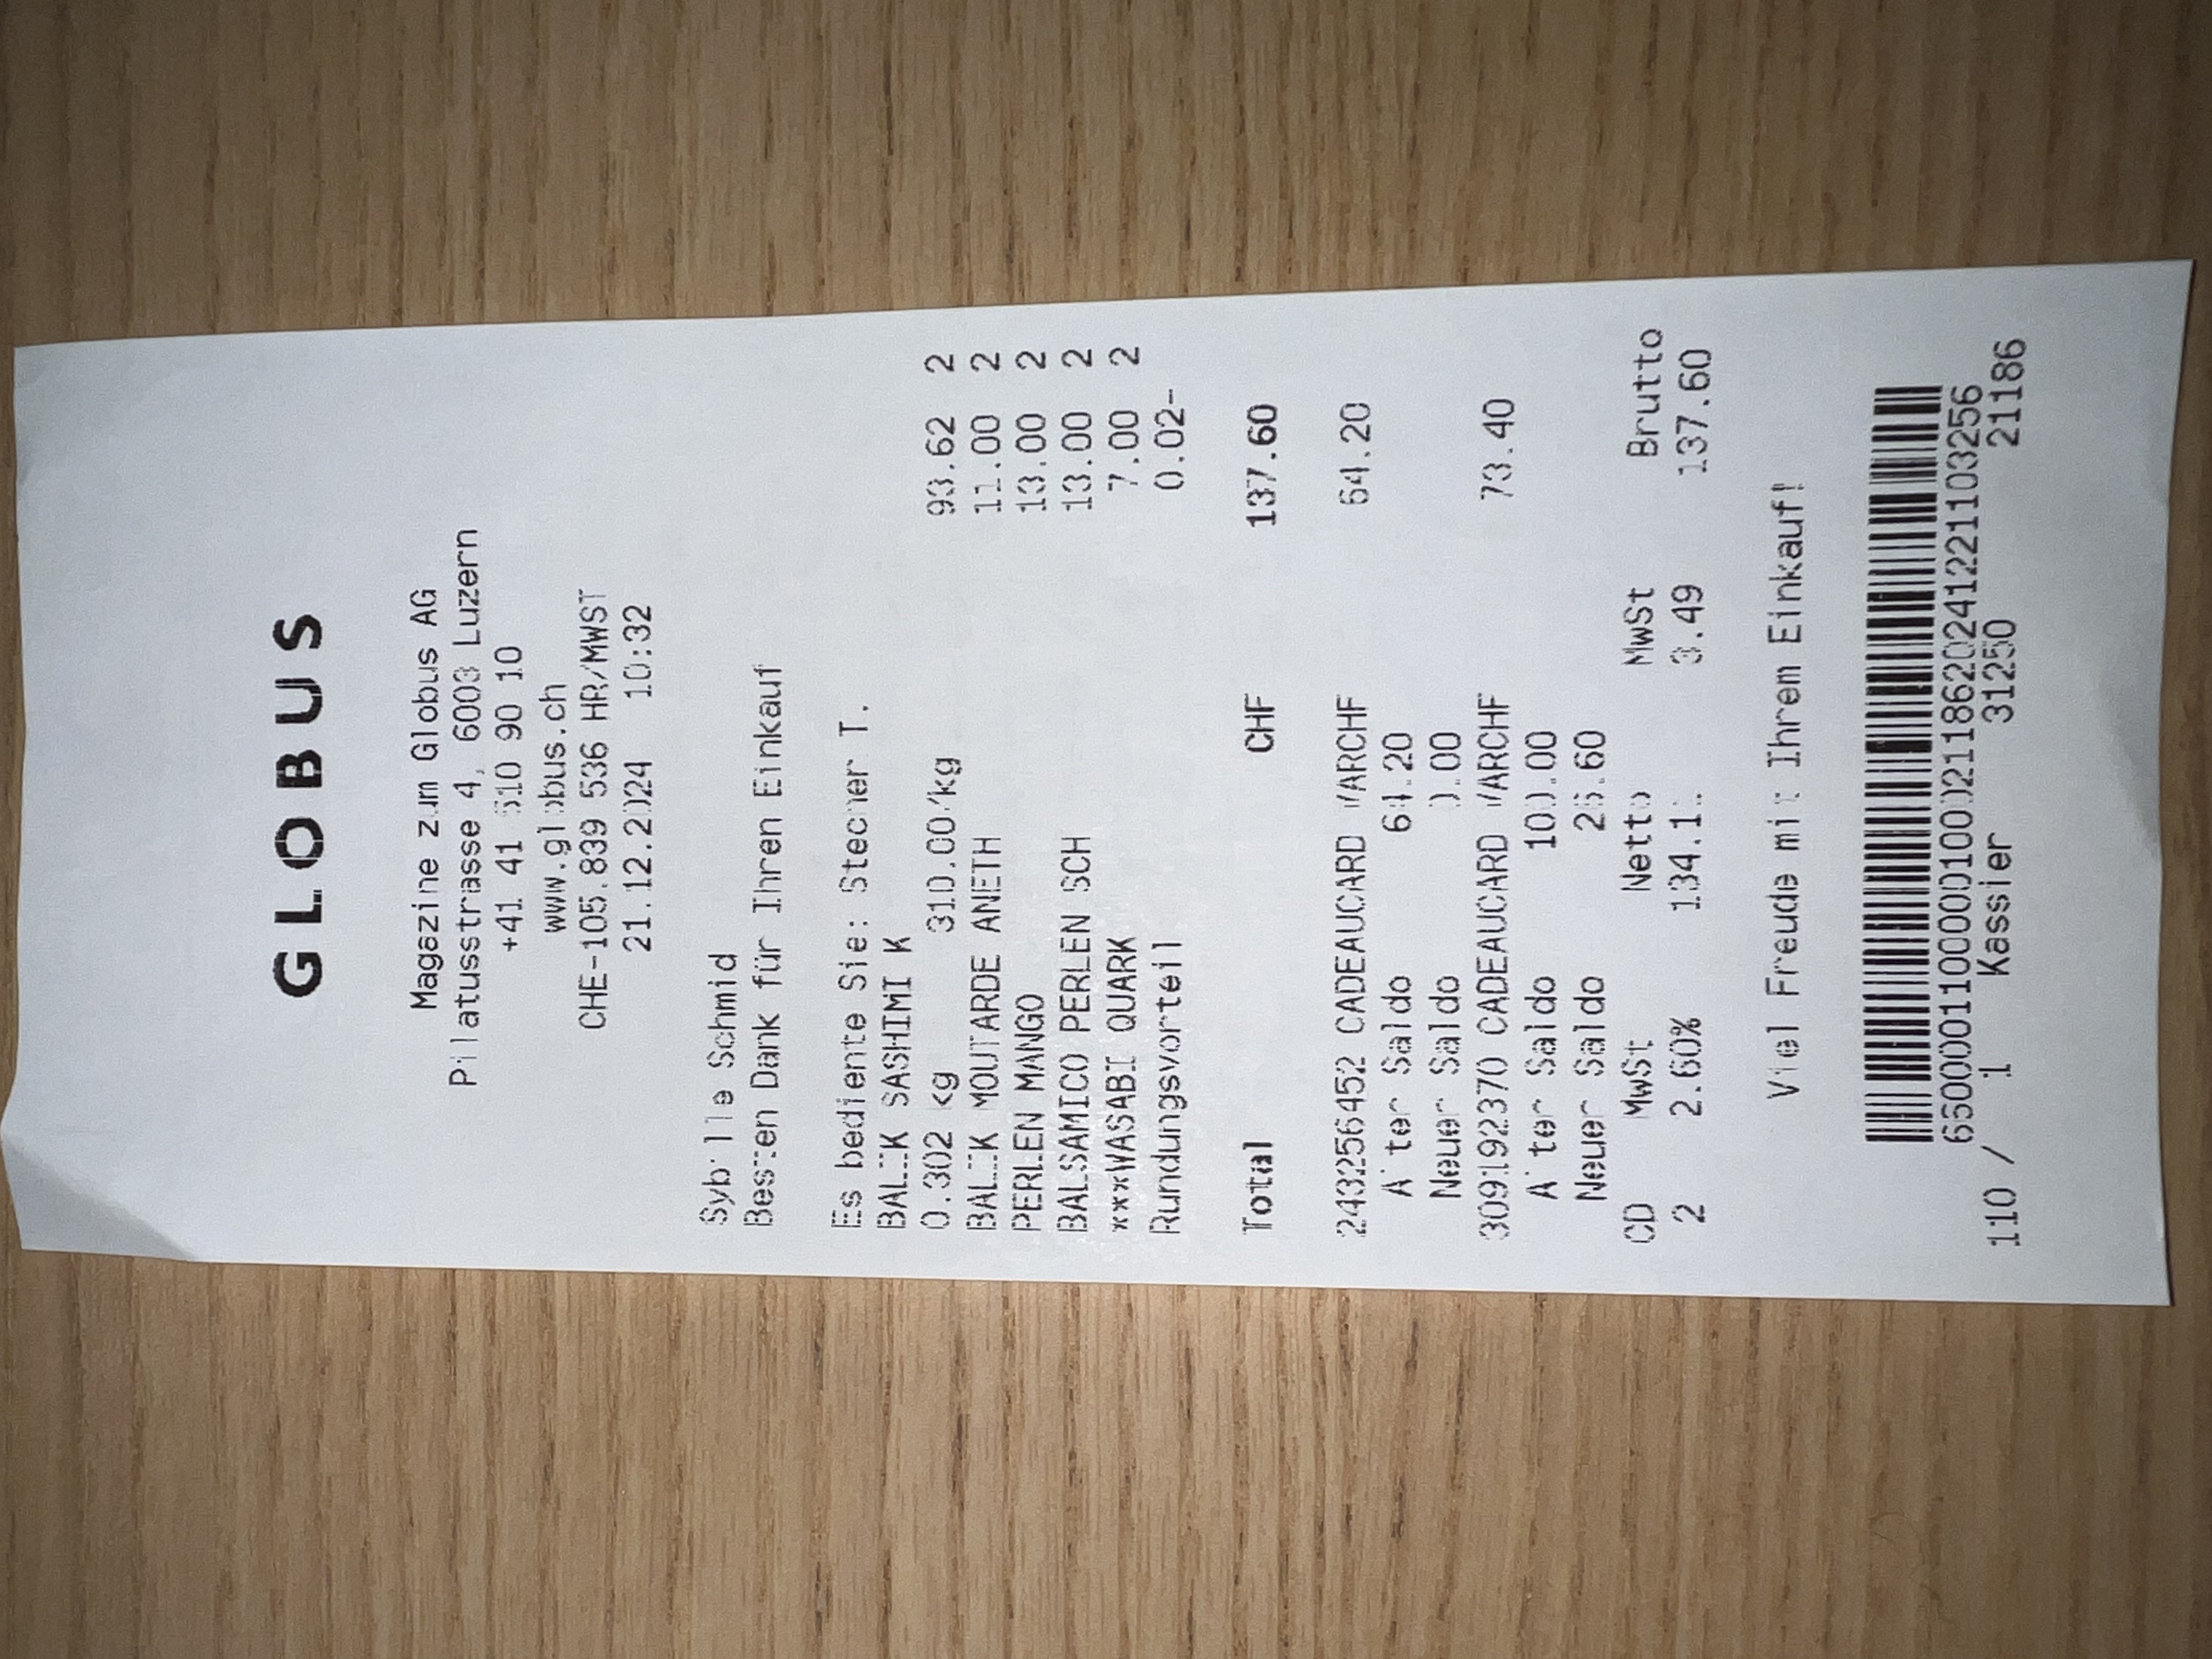 GLOBUS
Magazine zum Globus AG
Pilatusstrasse 4, 6003 Luzern
+41 41 510 90 10
www.globus.ch
CHE-105.839 536 HR/MWST
21.12.2024 10:32
Sybille Schmid
Besten Dank für Ihren Einkauf
Es bediente Sie: Stecher T.
BALIK SASHIMI K
0.302 kg 310.00/kg 93.62 2
BALIK MOUTARDE ANETH 11.00 2
PERLEN MANGO 13.00 2
BALSAMICO PERLEN SCH 13.00 2
***WASABI QUARK 7.00 2
Rundungsvorteil 0.02-
Total CHF 137.60
243256452 CADEAUCARD VARCHF 64.20
Alter Saldo 64.20
Neuer Saldo 0.00
309192370 CADEAUCARD VARCHF 73.40
Alter Saldo 100.00
Neuer Saldo 26.60
CD MwSt Netto MwSt Brutto
2 2.60% 134.11 3.49 137.60
Viel Freude mit Ihrem Einkauf!
110 / 1 Kassier 31250 21186